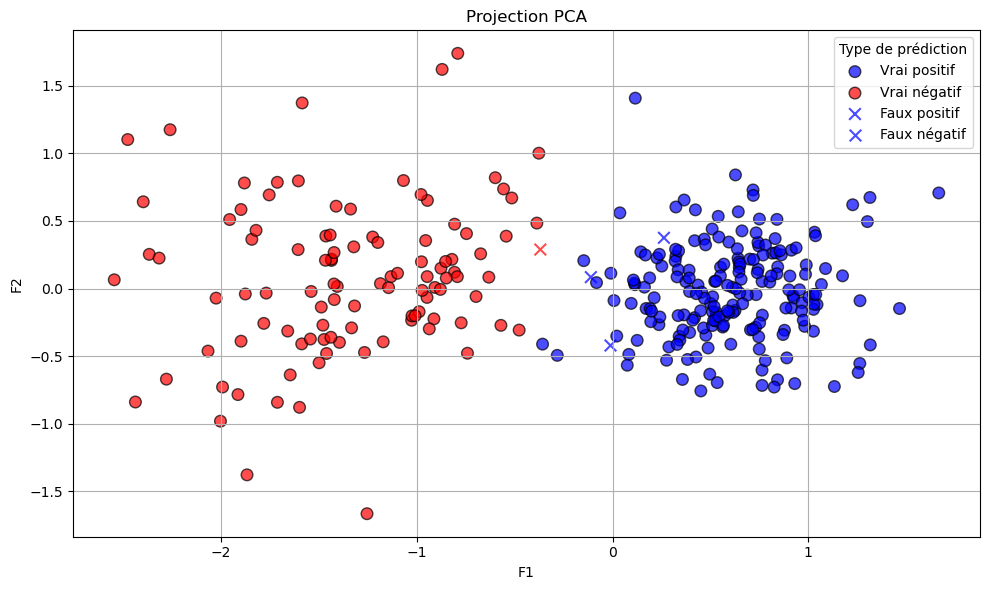 Projection PCA
Type de prédiction
Vrai positif
Vrai négatif
Faux positif
Faux négatif
F2
1.5
1.0
0.5
0.0
−0.5
−1.0
−1.5
−2
−1
0
1
F1